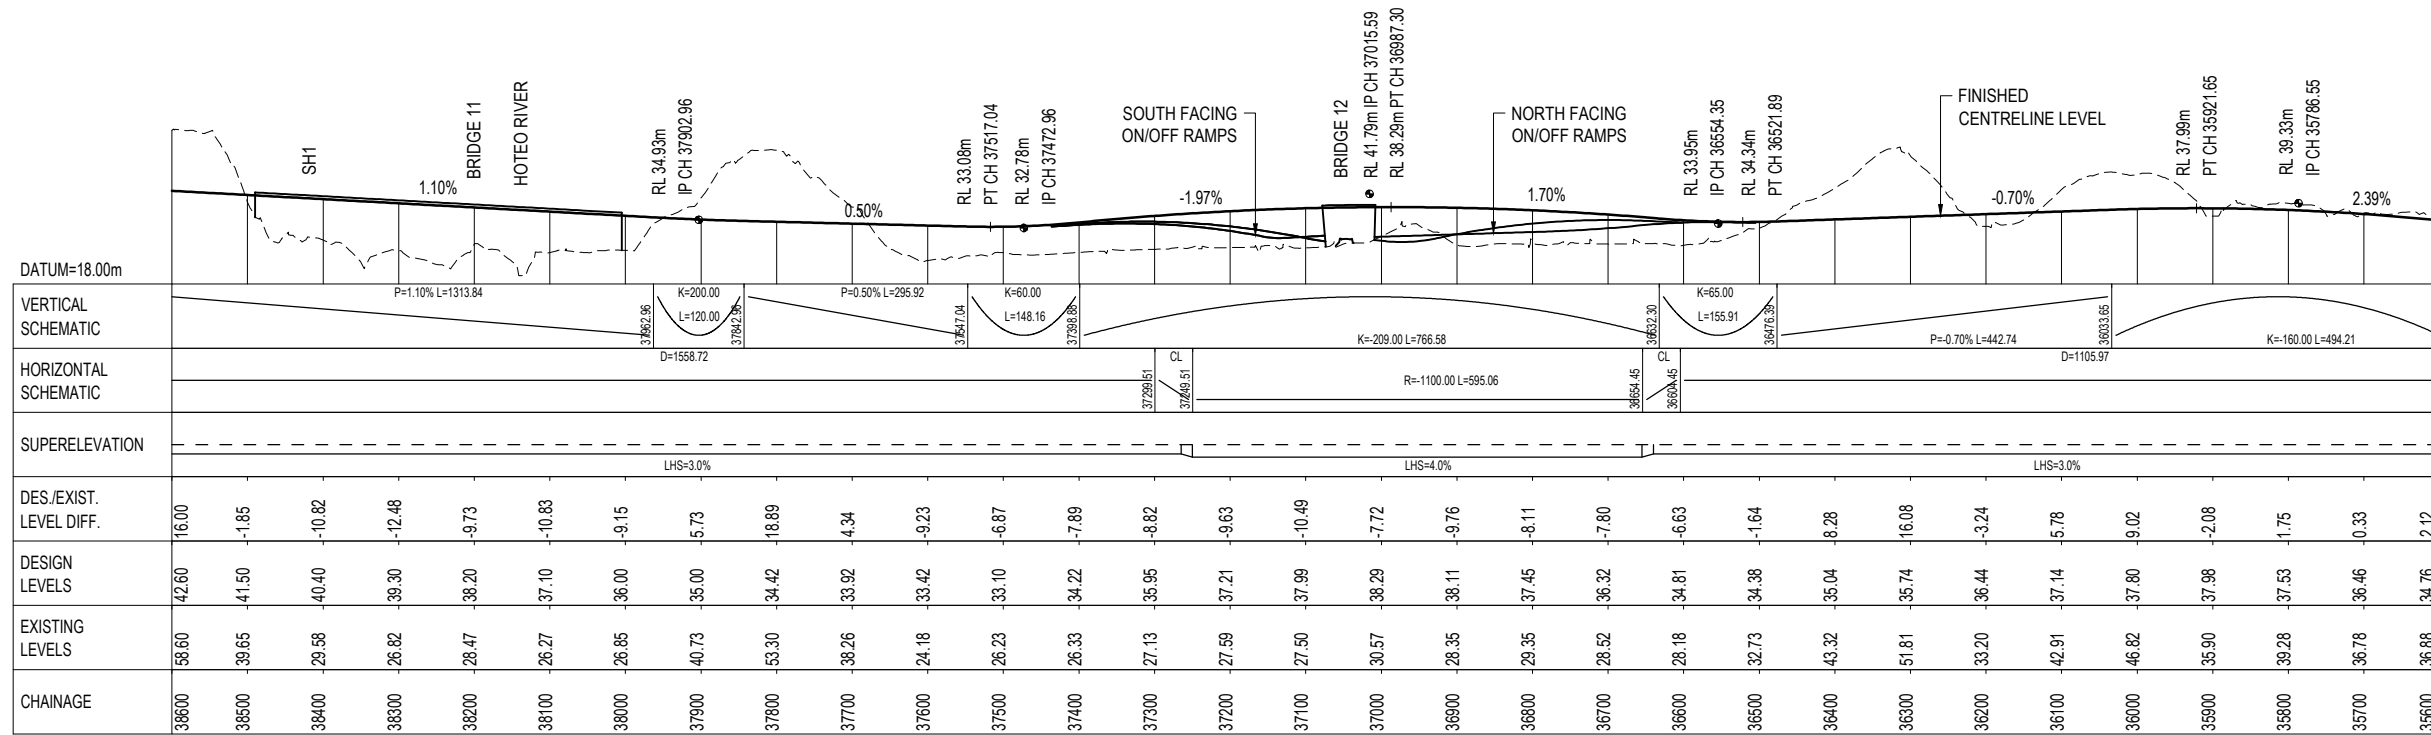 SH1
BRIDGE 11
HOTEO RIVER
RL 34.93m
IP CH 37902.96
RL 33.08m
PT CH 37517.04
RL 32.78m
IP CH 37472.96
SOUTH FACING
ON/OFF RAMPS
BRIDGE 12
RL 41.79m IP CH 37015.59
RL 38.29m PT CH 36987.30
NORTH FACING
ON/OFF RAMPS
RL 33.95m
IP CH 36554.35
RL 34.34m
PT CH 36521.89
FINISHED
CENTRELINE LEVEL
RL 37.99m
PT CH 35921.65
RL 39.33m
IP CH 35786.55
1.10%
0.50%
-1.97%
1.70%
-0.70%
2.39%
DATUM=18.00m
VERTICAL
SCHEMATIC
P=1.10% L=1313.84
37962.96
K=200.00
L=120.00
37842.96
P=0.50% L=295.92
37547.04
K=60.00
L=148.16
37398.88
K=-209.00 L=766.58
36632.30
K=65.00
L=155.91
36476.39
P=-0.70% L=442.74
36033.65
K=-160.00 L=494.21
HORIZONTAL
SCHEMATIC
D=1558.72
37299.51
CL
37249.51
R=-1100.00 L=595.06
36654.45
CL
36604.45
D=1105.97
SUPERELEVATION
LHS=3.0%
LHS=4.0%
LHS=3.0%
DES./EXIST.
LEVEL DIFF.
16.00 -1.85 -10.82 -12.48 -9.73 -10.83 -9.15 5.73 18.89 4.34 -9.23 -6.87 -7.89 -8.82 -9.63 -10.49 -7.72 -9.76 -8.11 -7.80 -6.63 -1.64 8.28 16.08 -3.24 5.78 9.02 -2.08 1.75 0.33 2.12
DESIGN
LEVELS
42.60 41.50 40.40 39.30 38.20 37.10 36.00 35.00 34.42 33.92 33.42 33.10 34.22 35.95 37.21 37.99 38.29 38.11 37.45 36.32 34.81 34.38 35.04 35.74 36.44 37.14 37.80 37.98 37.53 36.46 34.76
EXISTING
LEVELS
58.60 39.65 29.58 26.82 28.47 26.27 26.85 40.73 53.30 38.26 24.18 26.23 26.33 27.13 27.59 27.50 30.57 28.35 29.35 28.52 28.18 32.73 43.32 51.81 33.20 42.91 46.82 35.90 39.28 36.78 36.88
CHAINAGE
38600 38500 38400 38300 38200 38100 38000 37900 37800 37700 37600 37500 37400 37300 37200 37100 37000 36900 36800 36700 36600 36500 36400 36300 36200 36100 36000 35900 35800 35700 35600